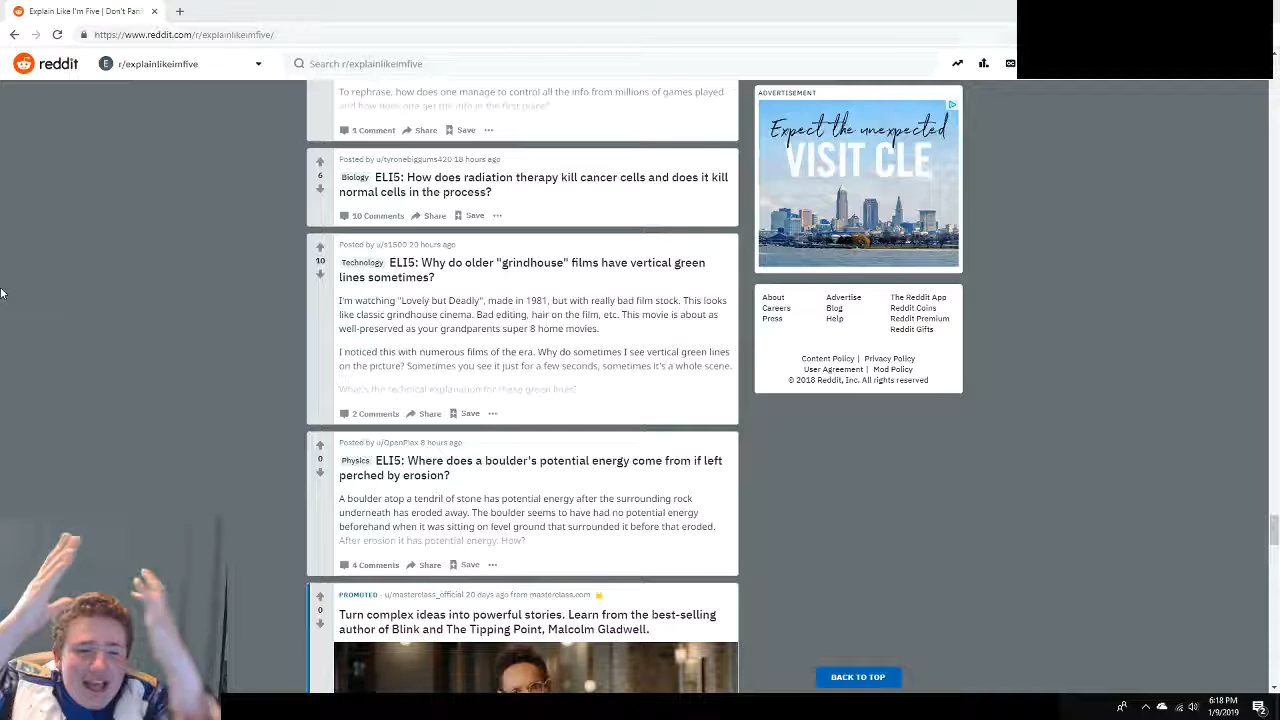 Explain Like I'm Five | Don't Pani
https://www.reddit.com/r/explainlikeimfive/
reddit
E r/explainlikeimfive
Search r/explainlikeimfive
To rephrase, how does one manage to control all the info from millions of games played
and how does one get the info in the first place?
1 Comment Share Save
Posted by u/tyronebiggums420 18 hours ago
6
Biology ELI5: How does radiation therapy kill cancer cells and does it kill
normal cells in the process?
10 Comments Share Save
Posted by u/s1500 20 hours ago
10
Technology ELI5: Why do older "grindhouse" films have vertical green
lines sometimes?
I'm watching "Lovely but Deadly", made in 1981, but with really bad film stock. This looks
like classic grindhouse cinema. Bad editing, hair on the film, etc. This movie is about as
well-preserved as your grandparents super 8 home movies.
I noticed this with numerous films of the era. Why do sometimes I see vertical green lines
on the picture? Sometimes you see it just for a few seconds, sometimes it's a whole scene.
What's the technical explanation for these green lines?
2 Comments Share Save
Posted by u/OpenPlex 8 hours ago
0
Physics ELI5: Where does a boulder's potential energy come from if left
perched by erosion?
A boulder atop a tendril of stone has potential energy after the surrounding rock
underneath has eroded away. The boulder seems to have had no potential energy
beforehand when it was sitting on level ground that surrounded it before that eroded.
After erosion it has potential energy. How?
4 Comments Share Save
PROMOTED · u/masterclass_official 20 days ago from masterclass.com
0
Turn complex ideas into powerful stories. Learn from the best-selling
author of Blink and The Tipping Point, Malcolm Gladwell.
ADVERTISEMENT
Expect the unexpected
VISIT CLE
About Advertise The Reddit App
Careers Blog Reddit Coins
Press Help Reddit Premium
Reddit Gifts
Content Policy | Privacy Policy
User Agreement | Mod Policy
© 2018 Reddit, Inc. All rights reserved
BACK TO TOP
6:18 PM
1/9/2019